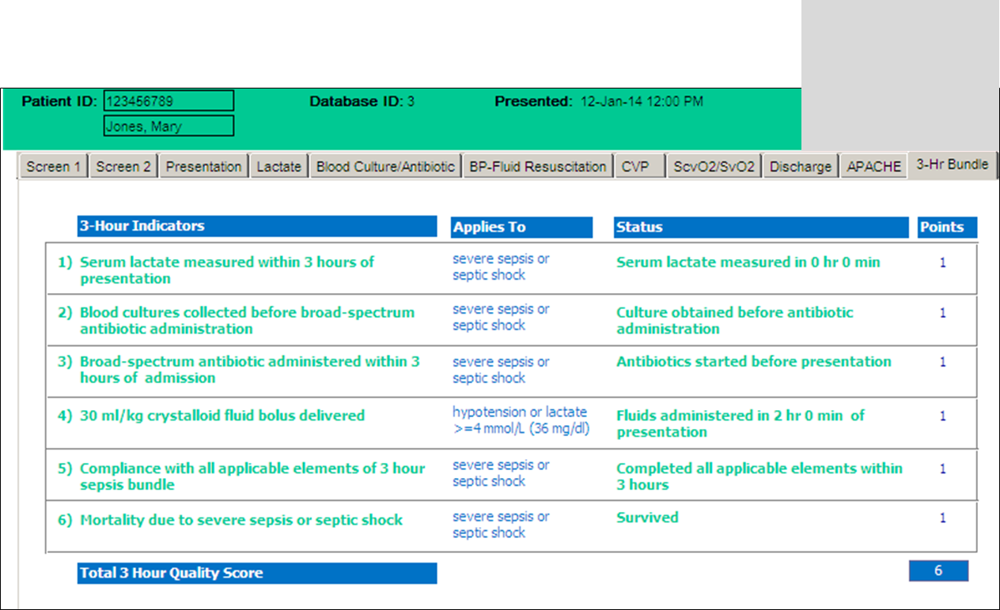 Patient ID: 123456789 Database ID: 3 Presented: 12-Jan-14 12:00 PM
Jones, Mary
Screen 1 Screen 2 Presentation Lactate Blood Culture/Antibiotic BP-Fluid Resuscitation CVP ScvO2/SvO2 Discharge APACHE 3-Hr Bundle
3-Hour Indicators Applies To Status Points
1) Serum lactate measured within 3 hours of severe sepsis or Serum lactate measured in 0 hr 0 min 1
presentation septic shock
2) Blood cultures collected before broad-spectrum severe sepsis or Culture obtained before antibiotic 1
antibiotic administration septic shock administration
3) Broad-spectrum antibiotic administered within 3 severe sepsis or Antibiotics started before presentation 1
hours of admission septic shock
4) 30 ml/kg crystalloid fluid bolus delivered hypotension or lactate Fluids administered in 2 hr 0 min of 1
>=4 mmol/L (36 mg/dl) presentation
5) Compliance with all applicable elements of 3 hour severe sepsis or Completed all applicable elements within 1
sepsis bundle septic shock 3 hours
6) Mortality due to severe sepsis or septic shock severe sepsis or Survived 1
septic shock
Total 3 Hour Quality Score 6